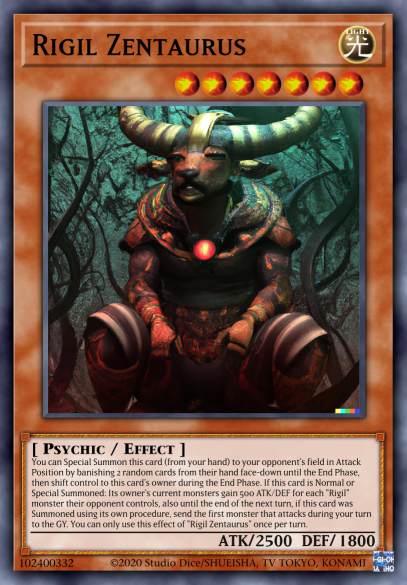 Rigil Zentaurus
LIGHT
光
[ Psychic / Effect ]
You can Special Summon this card (from your hand) to your opponent's field in Attack
Position by banishing 2 random cards from their hand face-down until the End Phase,
then shift control to this card's owner during the End Phase. If this card is Normal or
Special Summoned: Its owner's current monsters gain 500 ATK/DEF for each "Rigil"
monster their opponent controls, also until the end of the next turn, if this card was
Summoned using its own procedure, send the first monster that attacks during your turn
to the GY. You can only use this effect of "Rigil Zentaurus" once per turn.
ATK/2500 DEF/1800
102400332 ©2020 Studio Dice/SHUEISHA, TV TOKYO, KONAMI